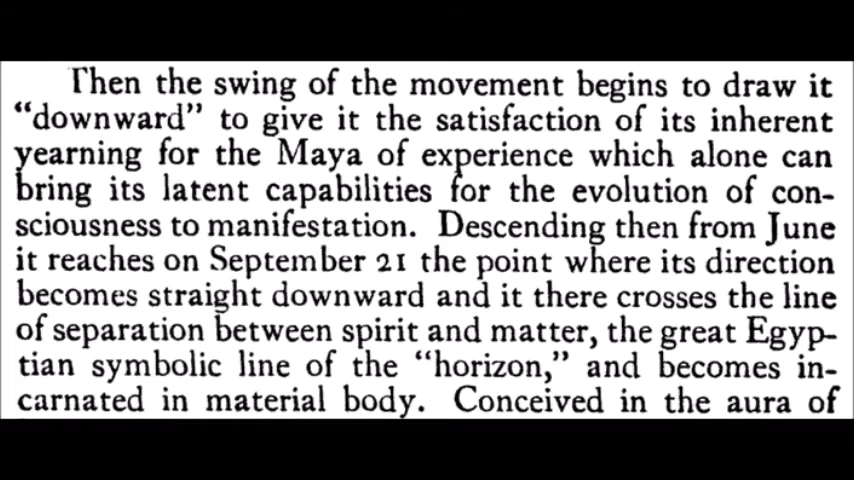 Then the swing of the movement begins to draw it
“downward” to give it the satisfaction of its inherent
yearning for the Maya of experience which alone can
bring its latent capabilities for the evolution of con-
sciousness to manifestation. Descending then from June
it reaches on September 21 the point where its direction
becomes straight downward and it there crosses the line
of separation between spirit and matter, the great Egyp-
tian symbolic line of the “horizon,” and becomes in-
carnated in material body. Conceived in the aura of